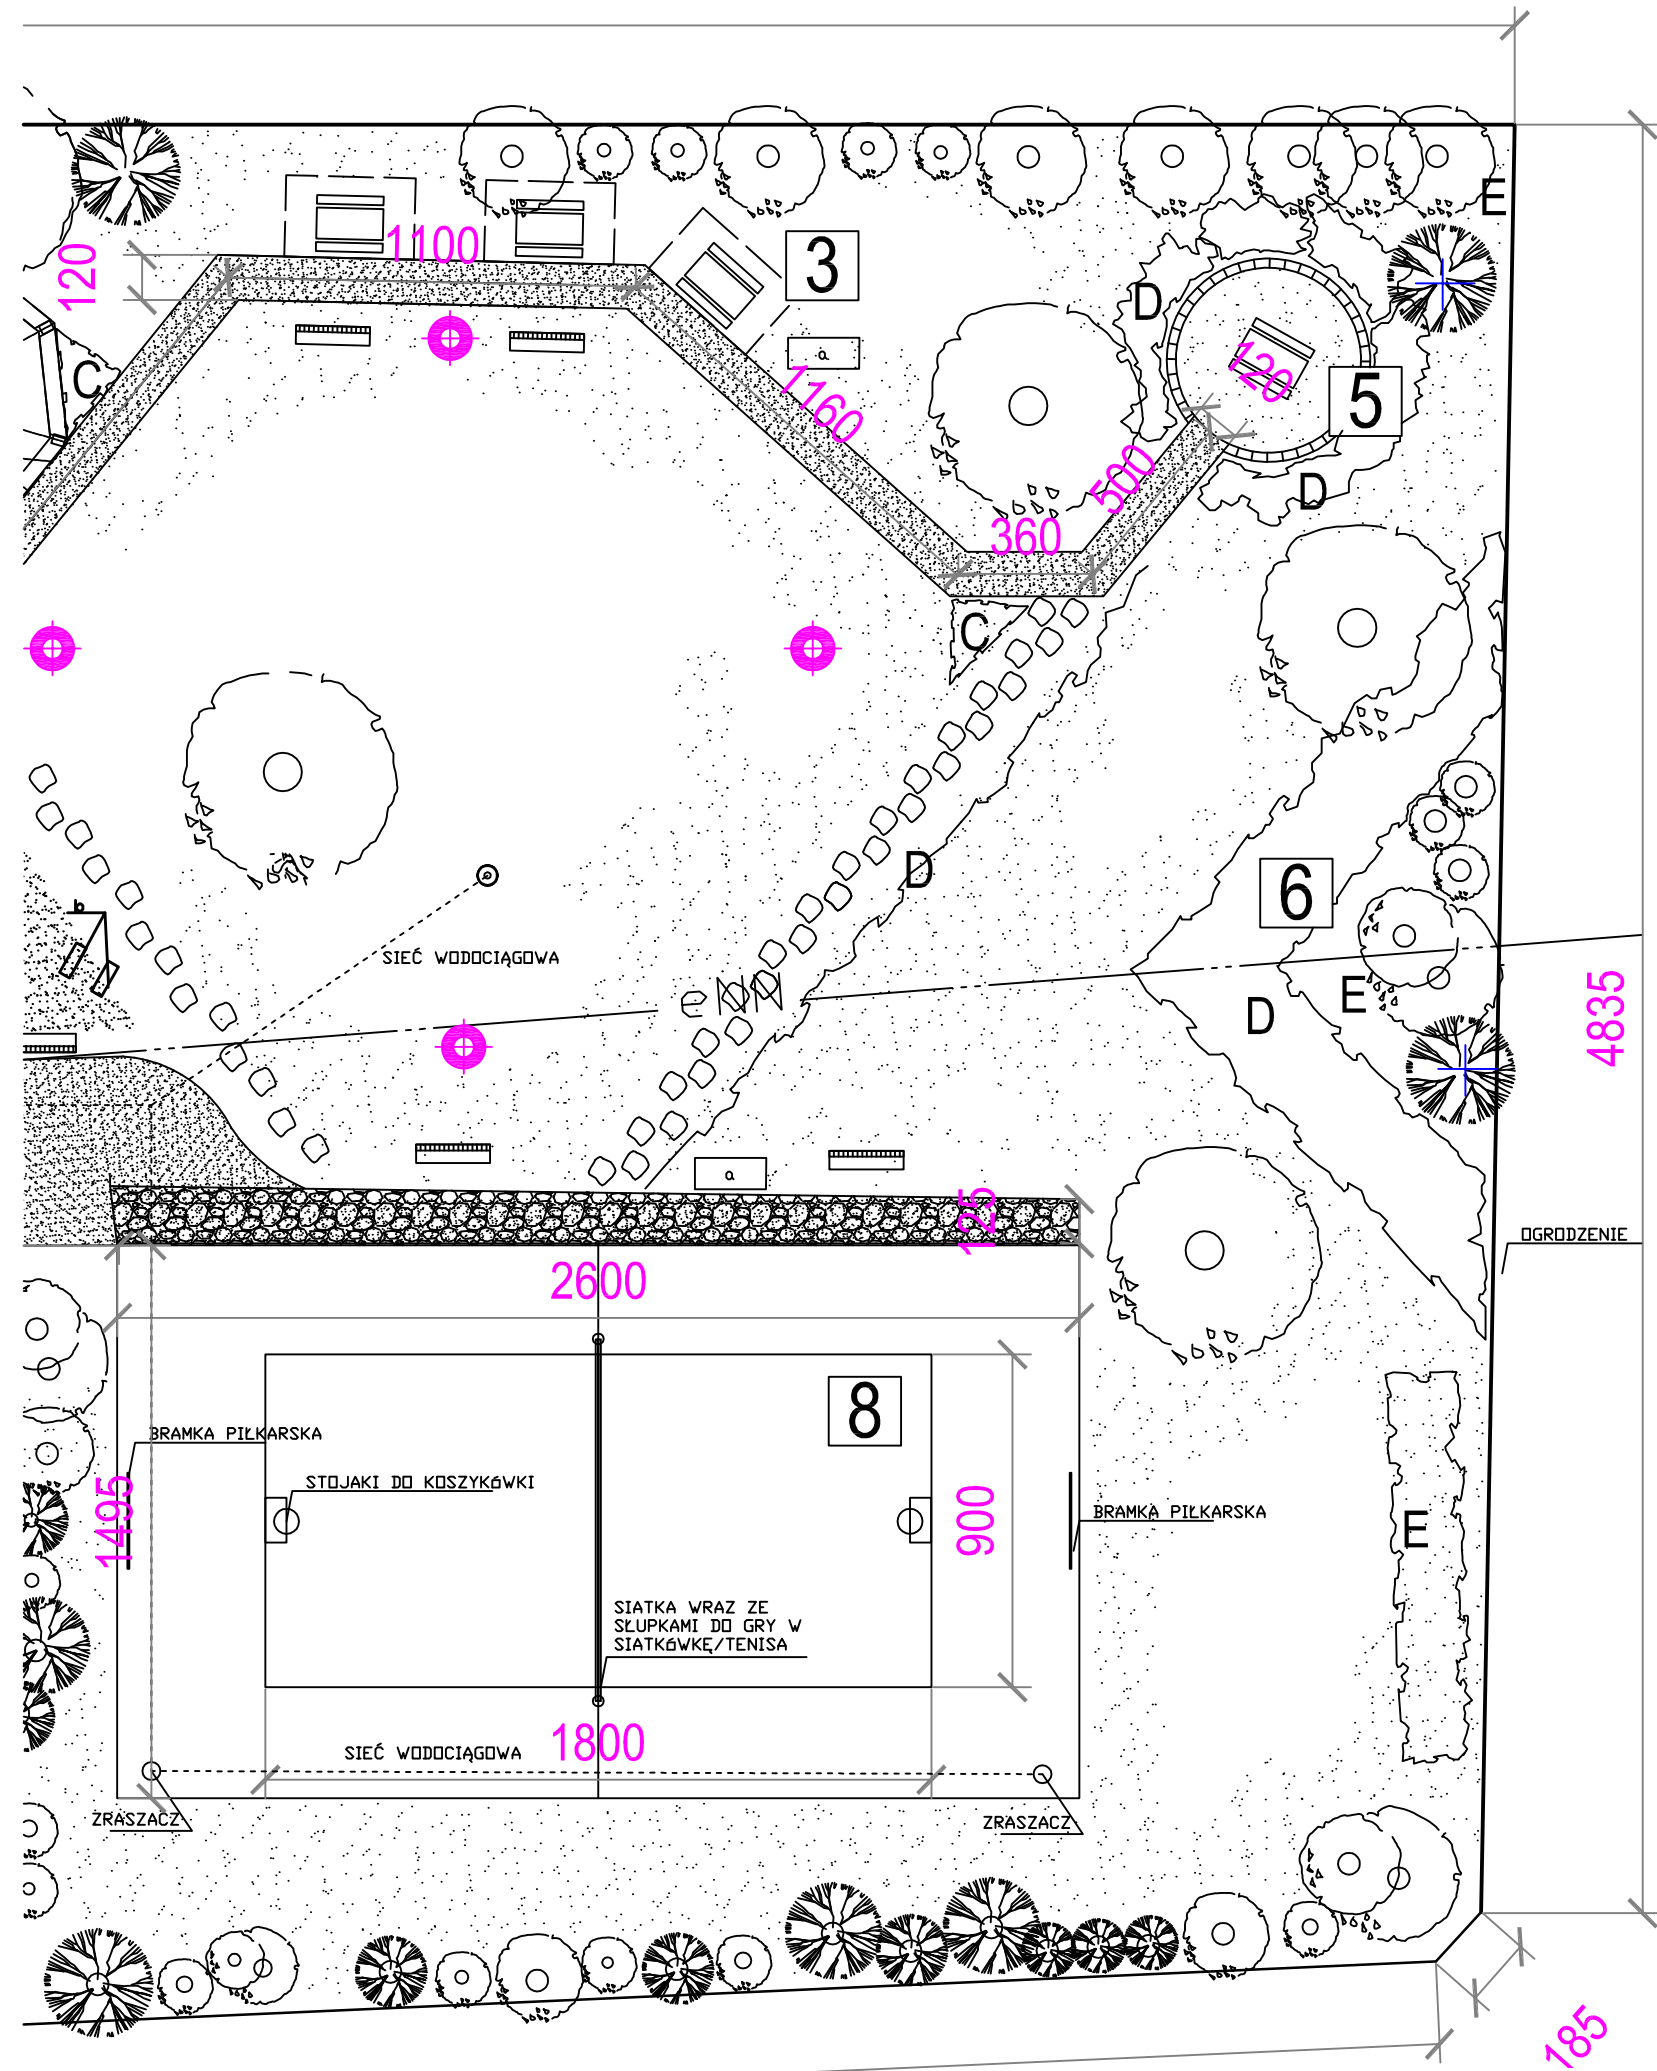 E
3
1100
120
D
a
120
5
C
1160
500
D
360
C
D
6
b
SIEĆ WODOCIĄGOWA
eNN
E
D
4835
a
125
OGRODZENIE
2600
8
BRAMKA PIŁKARSKA
STOJAKI DO KOSZYKóWKI
1495
900
BRAMKA PIŁKARSKA
E
SIATKA WRAZ ZE
SŁUPKAMI DO GRY W
SIATKóWKĘ/TENISA
SIEĆ WODOCIĄGOWA
1800
ZRASZACZ
ZRASZACZ
185